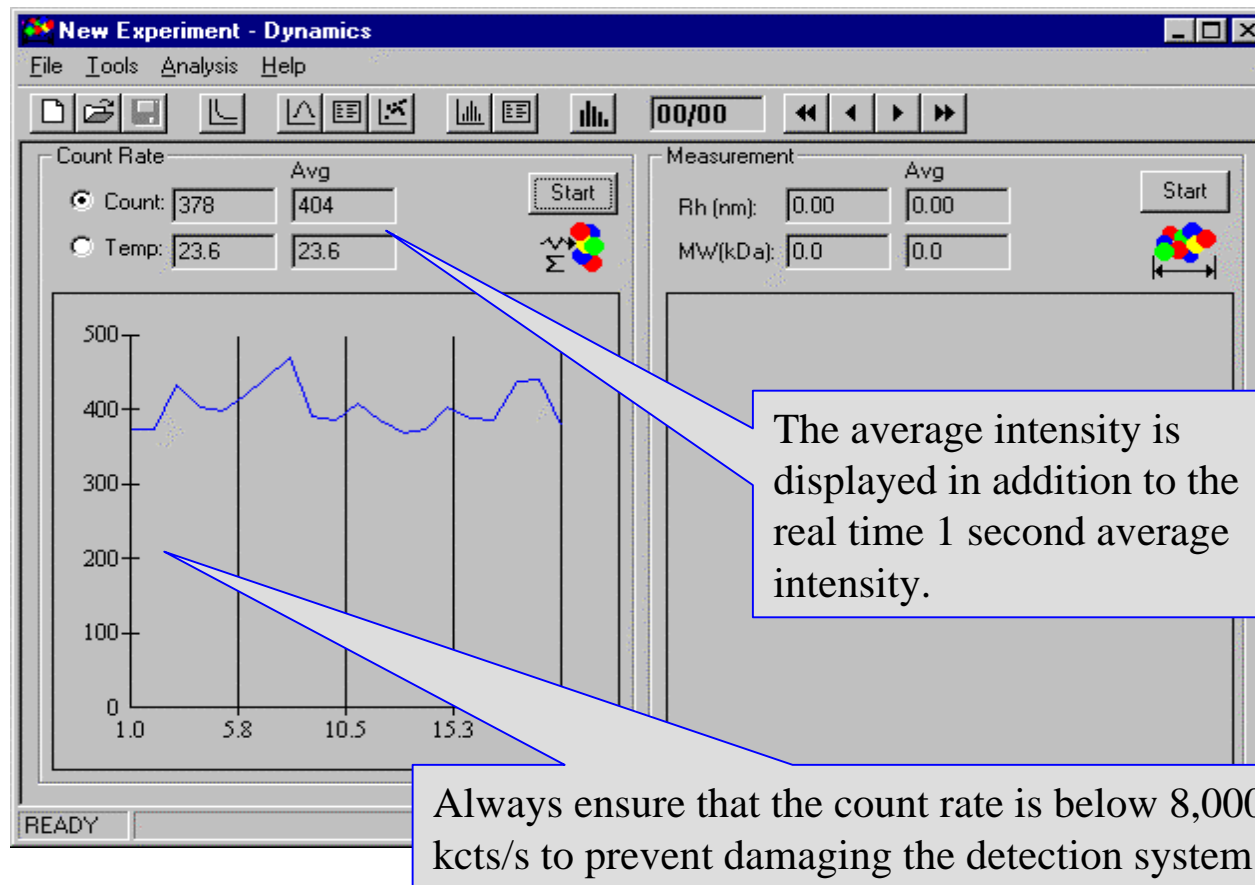 New Experiment - Dynamics
File Tools Analysis Help
00/00
Count Rate
Avg
Count: 378 404
Start
Temp: 23.6 23.6
Σ
Measurement
Avg
Rh (nm): 0.00 0.00
Start
MW(kDa): 0.0 0.0
500
400
300
200
100
0
1.0 5.8 10.5 15.3
The average intensity is
displayed in addition to the
real time 1 second average
intensity.
Always ensure that the count rate is below 8,000
kcts/s to prevent damaging the detection system
READY